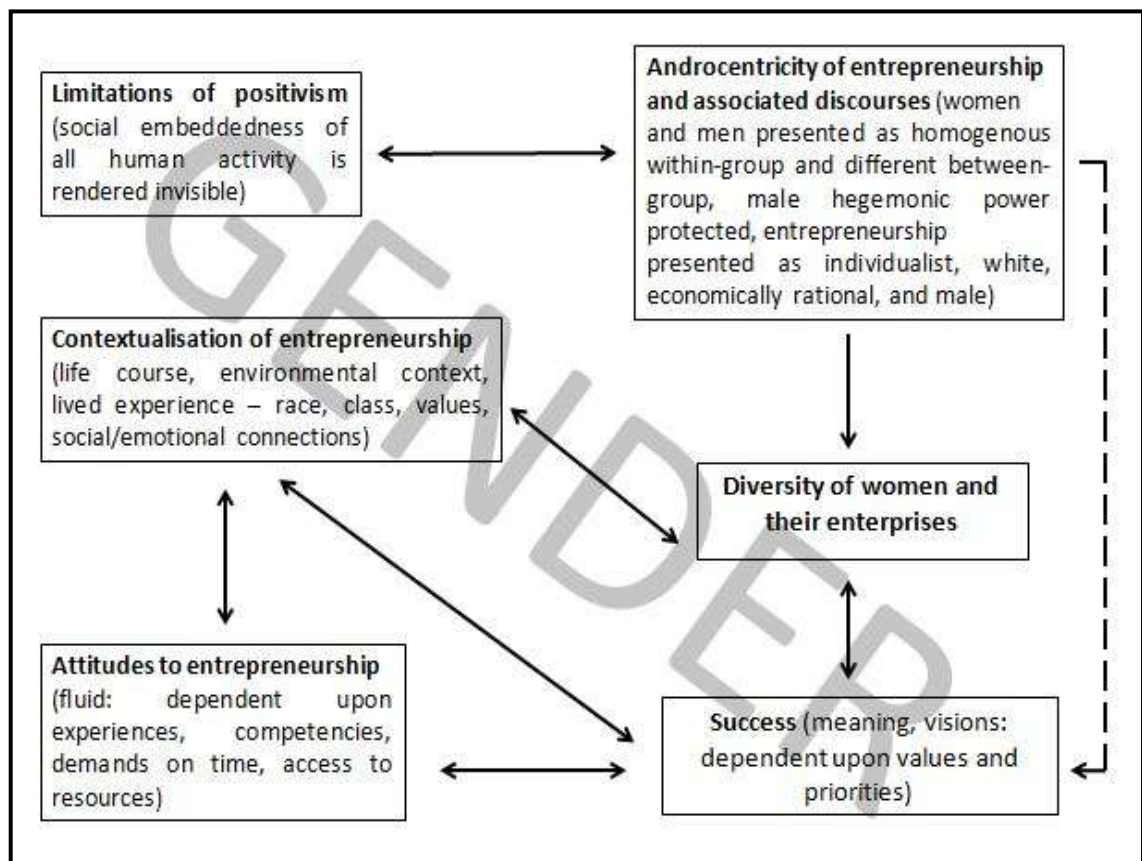 Limitations of positivism
(social embeddedness of
all human activity is
rendered invisible)
Androcentricity of entrepreneurship
and associated discourses (women
and men presented as homogenous
within-group and different between-
group, male hegemonic power
protected, entrepreneurship
presented as individualist, white,
economically rational, and male)
Contextualisation of entrepreneurship
(life course, environmental context,
lived experience – race, class, values,
social/emotional connections)
Diversity of women and
their enterprises
Attitudes to entrepreneurship
(fluid: dependent upon
experiences, competencies,
demands on time, access to
resources)
Success (meaning, visions:
dependent upon values and
priorities)
GENDER